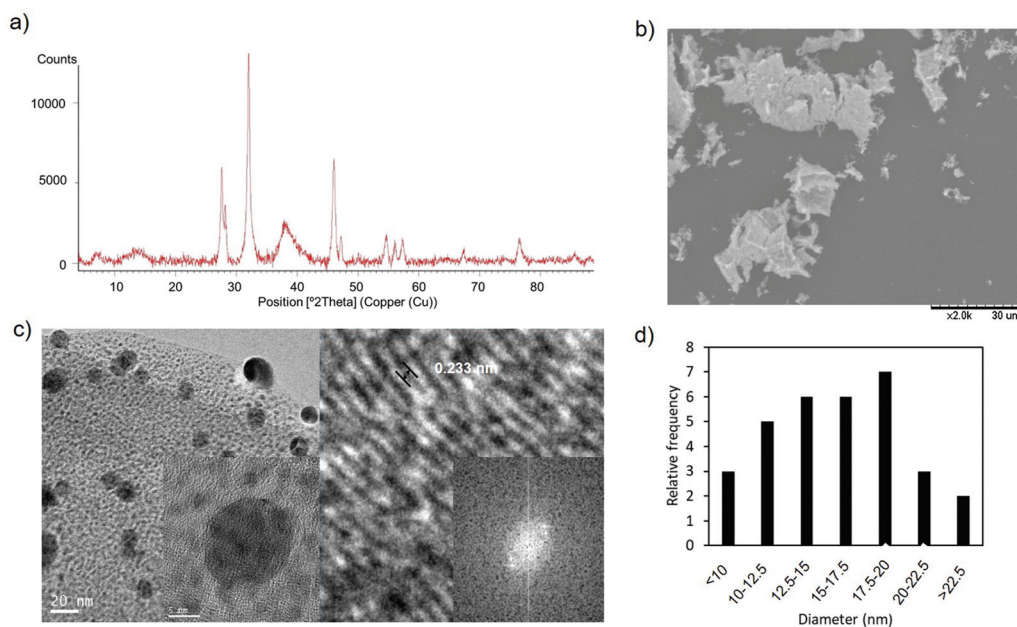 a)
Counts
10000
5000
0
10 20 30 40 50 60 70 80
Position [°2Theta] (Copper (Cu))
b)
x2.0k 30 um
c)
20 nm
5 nm
0.233 nm
d)
Relative frequency
8
7
6
5
4
3
2
1
0
<10 10-12.5 12.5-15 15-17.5 17.5-20 20-22.5 >22.5
Diameter (nm)